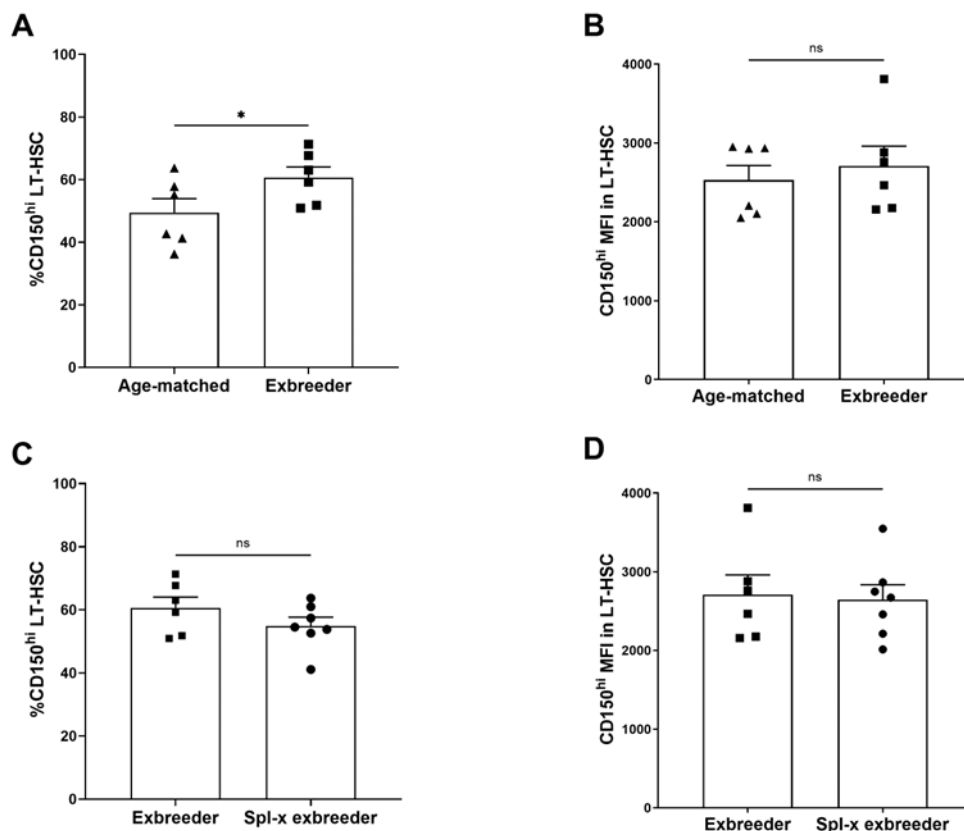 A
100
80
60
40
20
0
%CD150hi LT-HSC
*
Age-matched Exbreeder
B
4000
3000
2000
1000
0
CD150hi MFI in LT-HSC
ns
Age-matched Exbreeder
C
100
80
60
40
20
0
%CD150hi LT-HSC
ns
Exbreeder Spl-x exbreeder
D
4000
3000
2000
1000
0
CD150hi MFI in LT-HSC
ns
Exbreeder Spl-x exbreeder